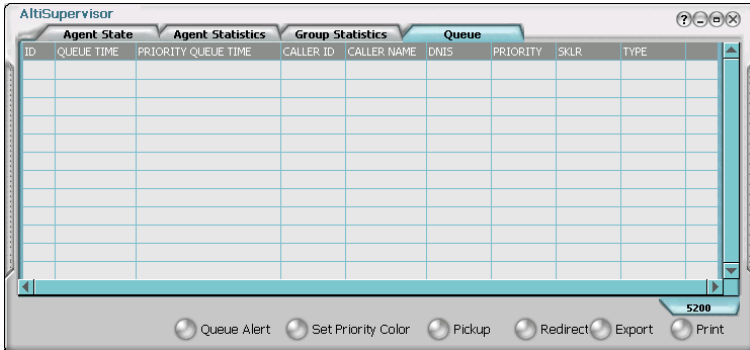 AltiSupervisor
Agent State Agent Statistics Group Statistics Queue
ID QUEUE TIME PRIORITY QUEUE TIME CALLER ID CALLER NAME DNIS PRIORITY SKLR TYPE
5200
Queue Alert Set Priority Color Pickup Redirect Export Print